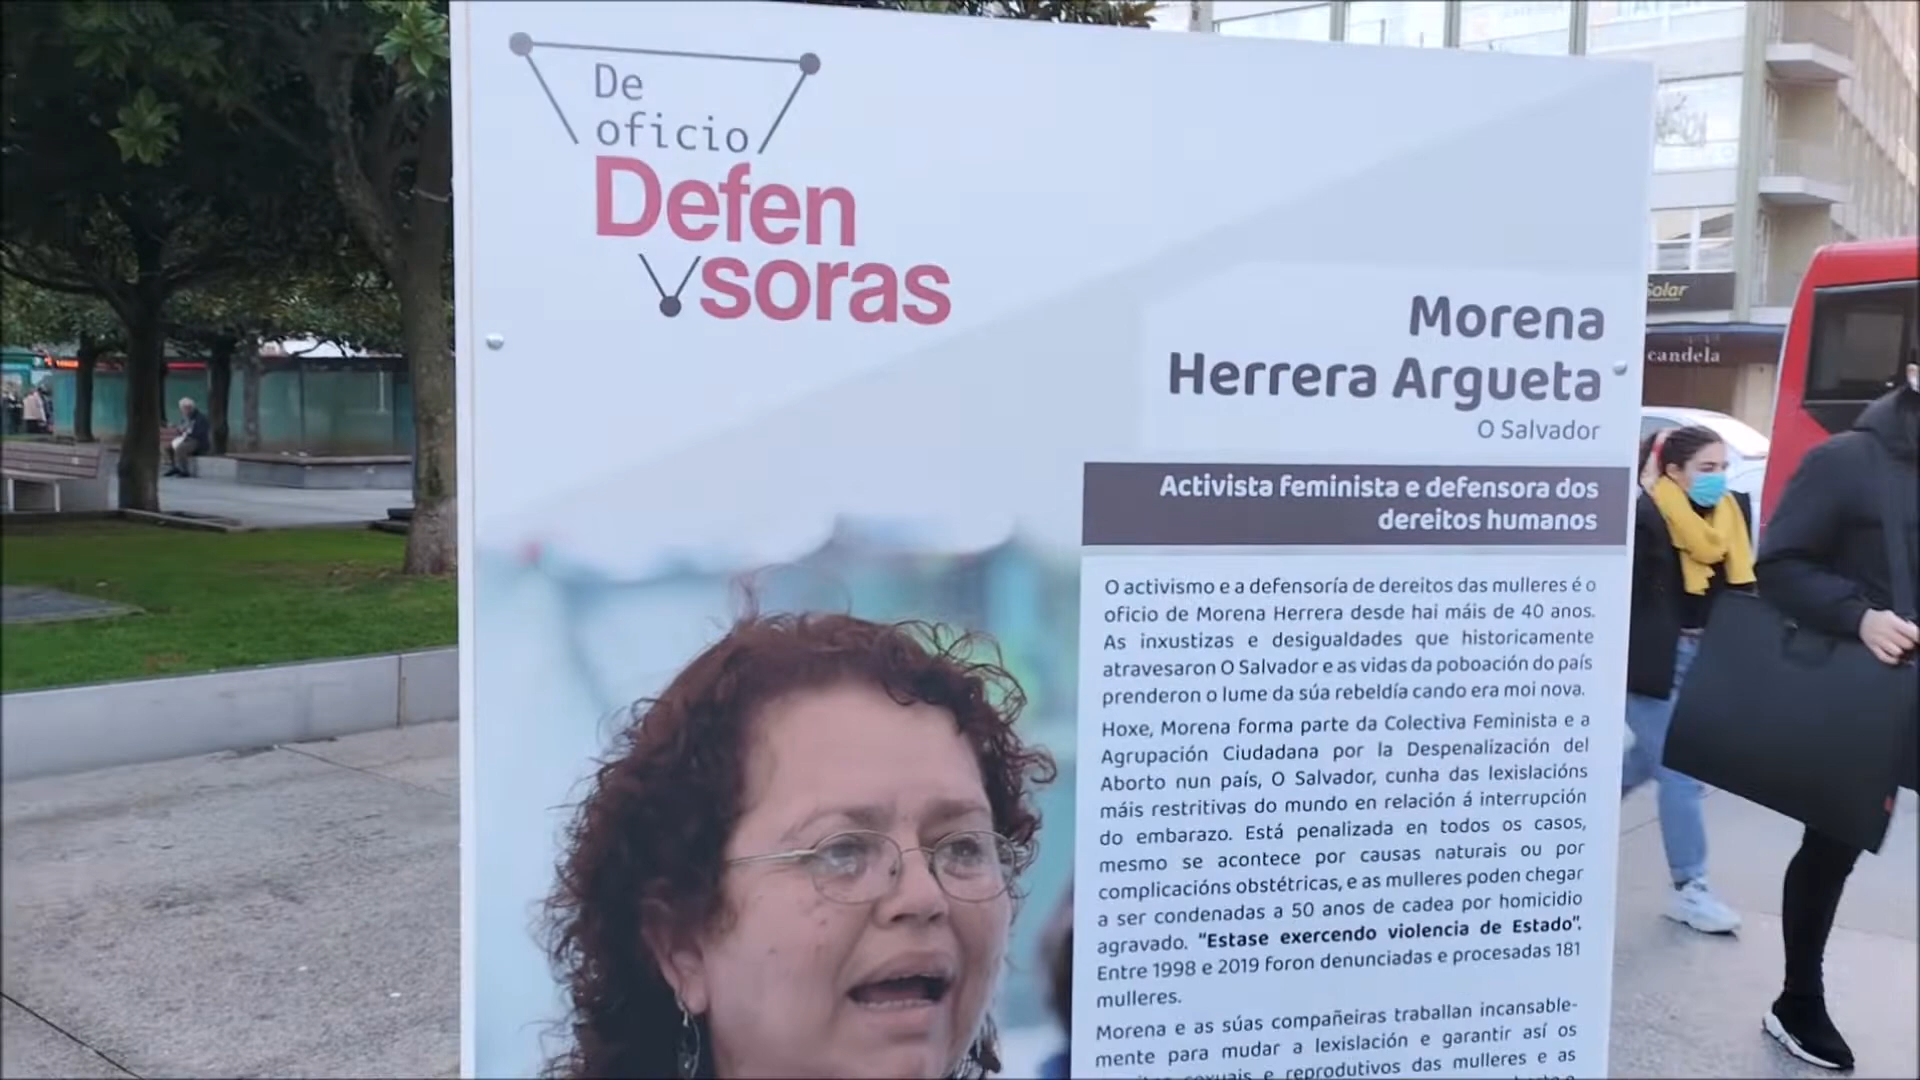 De
oficio
Defen
soras
Morena
Herrera Argueta
O Salvador
Activista feminista e defensora dos
dereitos humanos
O activismo e a defensoría de dereitos das mulleres é o
oficio de Morena Herrera desde hai máis de 40 anos.
As inxustizas e desigualdades que historicamente
atravesaron O Salvador e as vidas da poboación do país
prenderon o lume da súa rebeldía cando era moi nova.
Hoxe, Morena forma parte da Colectiva Feminista e a
Agrupación Ciudadana por la Despenalización del
Aborto nun país, O Salvador, cunha das lexislacións
máis restritivas do mundo en relación á interrupción
do embarazo. Está penalizada en todos os casos,
mesmo se acontece por causas naturais ou por
complicacións obstétricas, e as mulleres poden chegar
a ser condenadas a 50 anos de cadea por homicidio
agravado. "Estase exercendo violencia de Estado".
Entre 1998 e 2019 foron denunciadas e procesadas 181
mulleres.
Morena e as súas compañeiras traballan incansable-
mente para mudar a lexislación e garantir así os
sexuais e reprodutivos das mulleres e as
Solar
candela